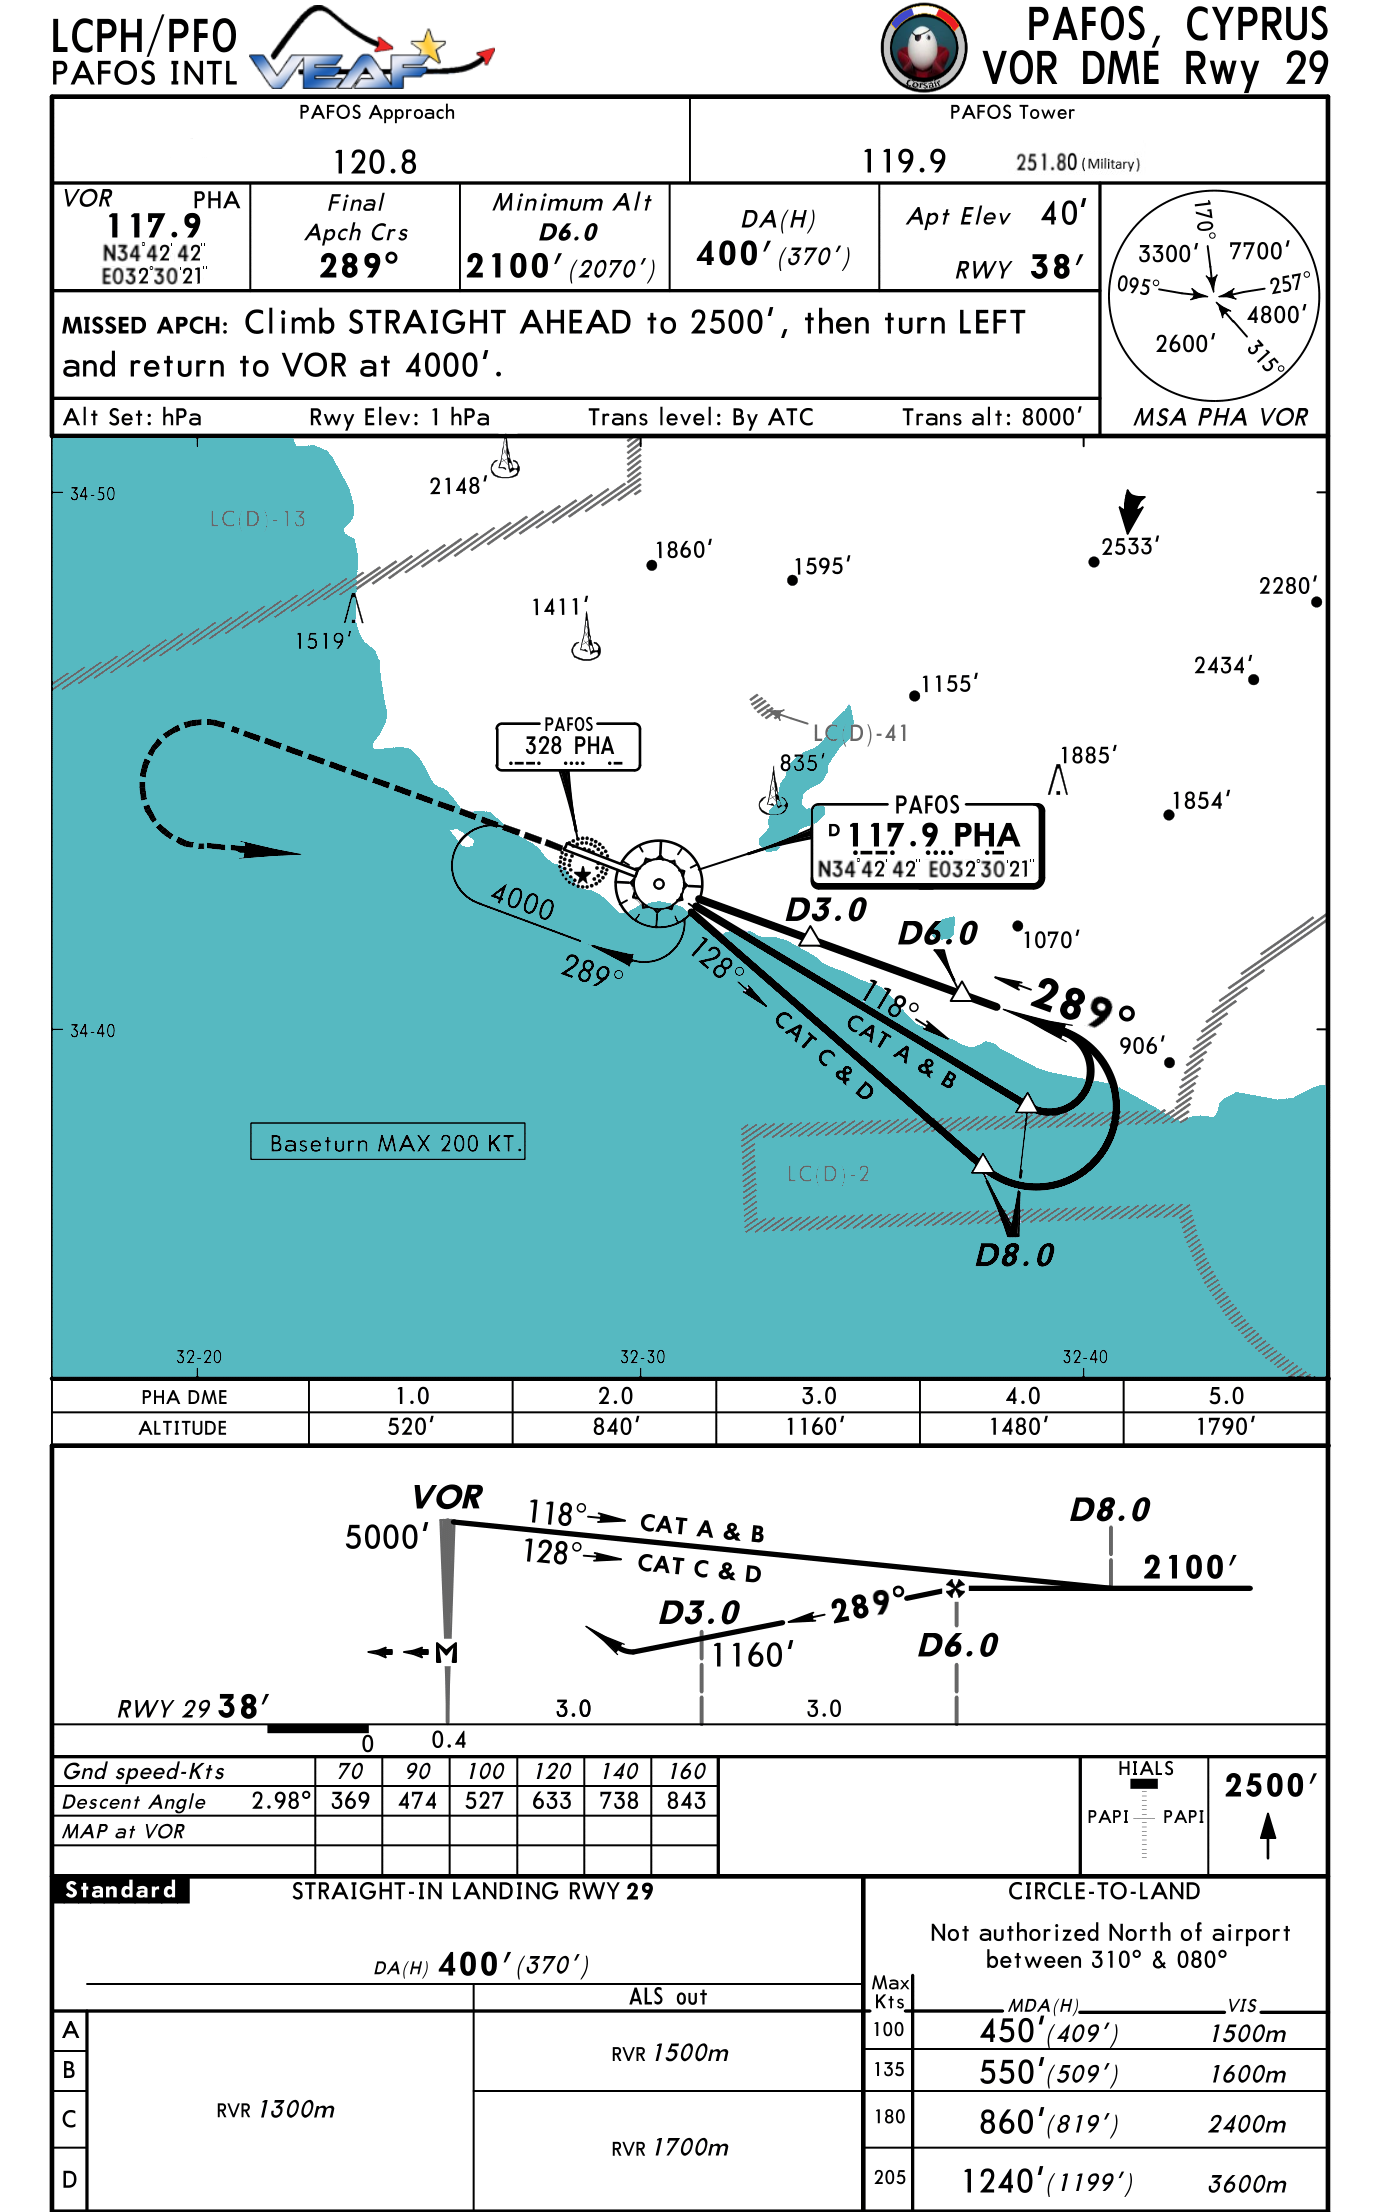 LCPH/PFO
PAFOS INTL
VEAF
corsair
PAFOS, CYPRUS
VOR DME Rwy 29
PAFOS Approach
120.8
PAFOS Tower
119.9 251.80 (Military)
VOR PHA
117.9
N34°42'42"
E032°30'21"
Final
Apch Crs
289°
Minimum Alt
D6.0
2100' (2070')
DA(H)
400' (370')
Apt Elev 40'
RWY 38'
170°
3300' 7700'
095° 257°
4800'
2600'
315°
MSA PHA VOR
MISSED APCH: Climb STRAIGHT AHEAD to 2500', then turn LEFT
and return to VOR at 4000'.
Alt Set: hPa Rwy Elev: 1 hPa Trans level: By ATC Trans alt: 8000'
2148'
34-50
LC(D)-13
1860'
1595'
2533'
2280'
1411'
1519'
2434'
1155'
PAFOS
328 PHA
LC(D)-41
835'
1885'
1854'
PAFOS
D 117.9 PHA
N34°42'42" E032°30'21"
4000
289°
D3.0
D6.0
1070'
128°
CAT C & D
118°
CAT A & B
289°
34-40
906'
Baseturn MAX 200 KT.
LC(D)-2
D8.0
32-20 32-30 32-40
PHA DME 1.0 2.0 3.0 4.0 5.0
ALTITUDE 520' 840' 1160' 1480' 1790'
VOR
5000'
118° CAT A & B
128° CAT C & D
D8.0
2100'
289°
D3.0
1160'
D6.0
M
RWY 29 38'
3.0 3.0
0 0.4
Gnd speed-Kts 70 90 100 120 140 160
Descent Angle 2.98° 369 474 527 633 738 843
MAP at VOR
HIALS
PAPI PAPI
2500'
Standard STRAIGHT-IN LANDING RWY 29
DA(H) 400' (370')
ALS out
A
B
C
D
RVR 1300m
RVR 1500m
RVR 1700m
CIRCLE-TO-LAND
Not authorized North of airport
between 310° & 080°
Max
Kts MDA(H) VIS
100 450' (409') 1500m
135 550' (509') 1600m
180 860' (819') 2400m
205 1240' (1199') 3600m